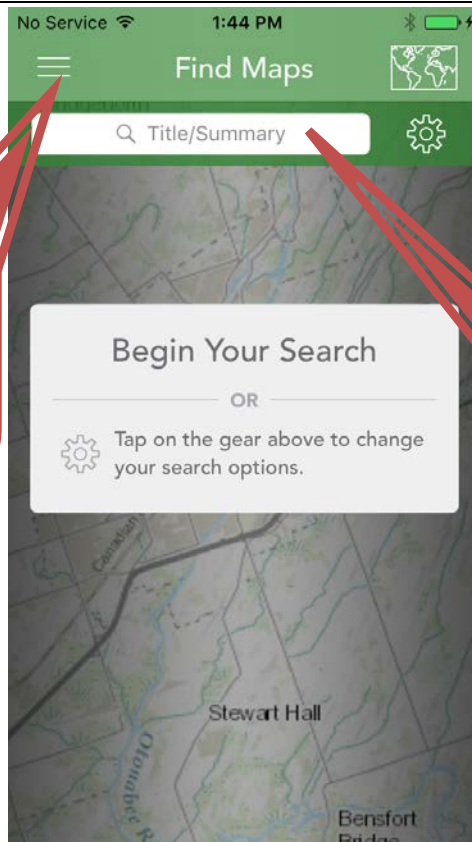 No Service 1:44 PM
Find Maps
Title/Summary
Begin Your Search
OR
Tap on the gear above to change
your search options.
Canadian
Stewart Hall
Otonabee R
Bensfort
Bridge